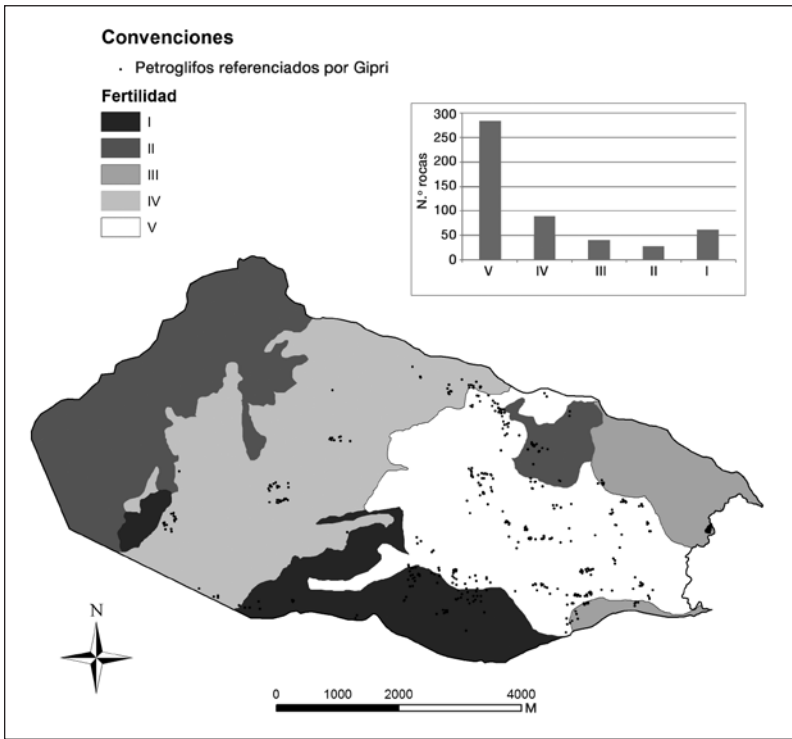 Convenciones
Petroglifos referenciados por Gipri
Fertilidad
I
II
III
IV
V
300
250
200
150
100
50
0
N.º rocas
V IV III II I
N
0 1000 2000 4000
M